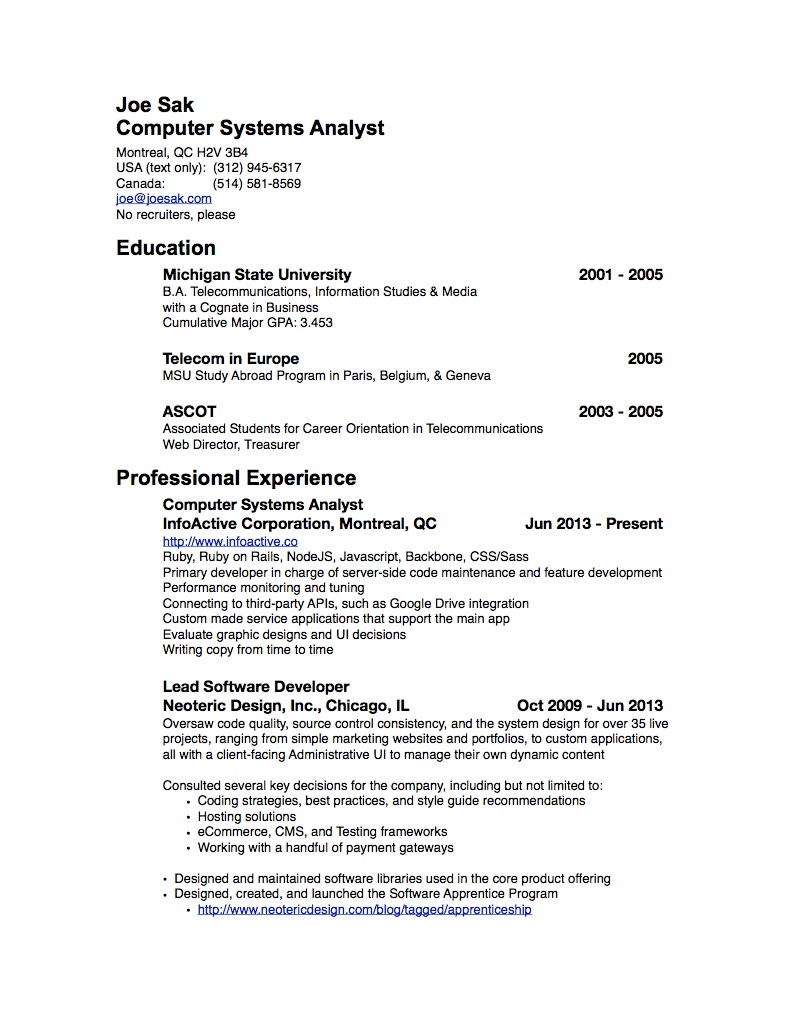 Joe Sak
Computer Systems Analyst
Montreal, QC H2V 3B4
USA (text only): (312) 945-6317
Canada: (514) 581-8569
joe@joesak.com
No recruiters, please
Education
Michigan State University 2001 - 2005
B.A. Telecommunications, Information Studies & Media
with a Cognate in Business
Cumulative Major GPA: 3.453
Telecom in Europe 2005
MSU Study Abroad Program in Paris, Belgium, & Geneva
ASCOT 2003 - 2005
Associated Students for Career Orientation in Telecommunications
Web Director, Treasurer
Professional Experience
Computer Systems Analyst
InfoActive Corporation, Montreal, QC Jun 2013 - Present
http://www.infoactive.co
Ruby, Ruby on Rails, NodeJS, Javascript, Backbone, CSS/Sass
Primary developer in charge of server-side code maintenance and feature development
Performance monitoring and tuning
Connecting to third-party APIs, such as Google Drive integration
Custom made service applications that support the main app
Evaluate graphic designs and UI decisions
Writing copy from time to time
Lead Software Developer
Neoteric Design, Inc., Chicago, IL Oct 2009 - Jun 2013
Oversaw code quality, source control consistency, and the system design for over 35 live
projects, ranging from simple marketing websites and portfolios, to custom applications,
all with a client-facing Administrative UI to manage their own dynamic content
Consulted several key decisions for the company, including but not limited to:
• Coding strategies, best practices, and style guide recommendations
• Hosting solutions
• eCommerce, CMS, and Testing frameworks
• Working with a handful of payment gateways
• Designed and maintained software libraries used in the core product offering
• Designed, created, and launched the Software Apprentice Program
• http://www.neotericdesign.com/blog/tagged/apprenticeship